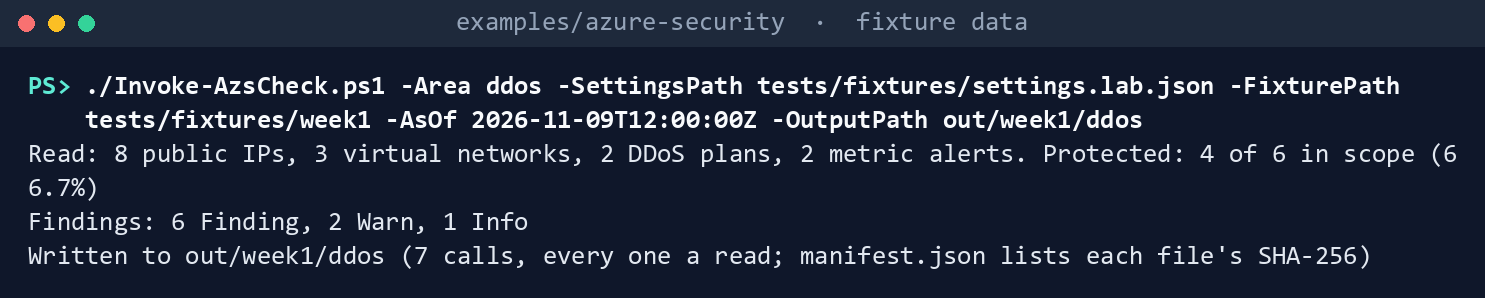 examples/azure-security · fixture data
PS> ./Invoke-AzsCheck.ps1 -Area ddos -SettingsPath tests/fixtures/settings.lab.json -FixturePath
tests/fixtures/week1 -AsOf 2026-11-09T12:00:00Z -OutputPath out/week1/ddos
Read: 8 public IPs, 3 virtual networks, 2 DDoS plans, 2 metric alerts. Protected: 4 of 6 in scope (6
6.7%)
Findings: 6 Finding, 2 Warn, 1 Info
Written to out/week1/ddos (7 calls, every one a read; manifest.json lists each file's SHA-256)